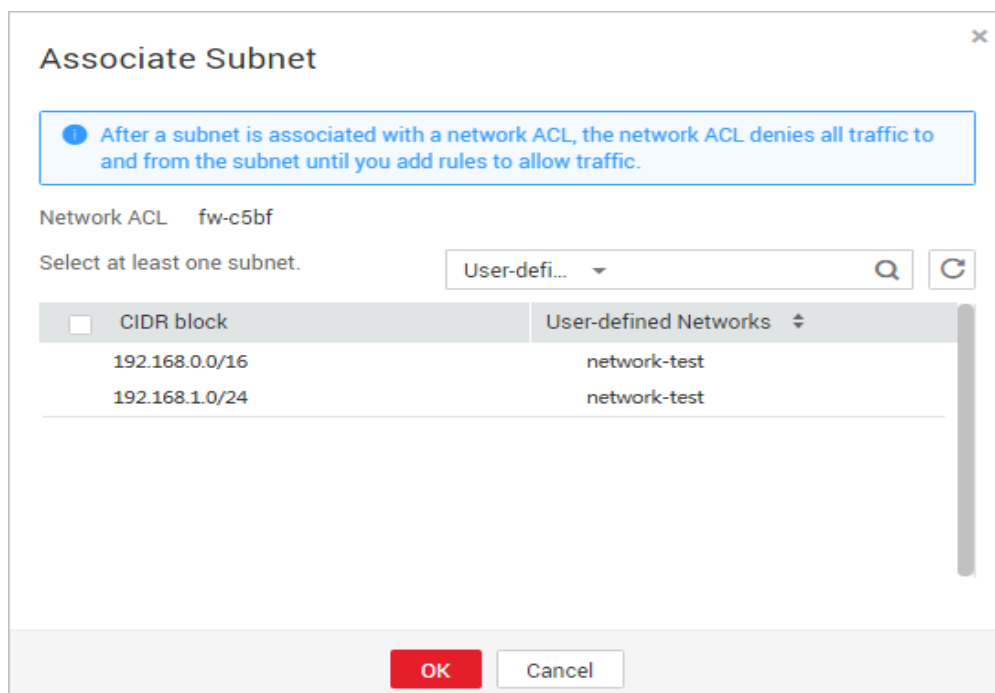 Associate Subnet
After a subnet is associated with a network ACL, the network ACL denies all traffic to
and from the subnet until you add rules to allow traffic.
Network ACL fw-c5bf
Select at least one subnet. User-defi...
CIDR block User-defined Networks
192.168.0.0/16 network-test
192.168.1.0/24 network-test
OK Cancel